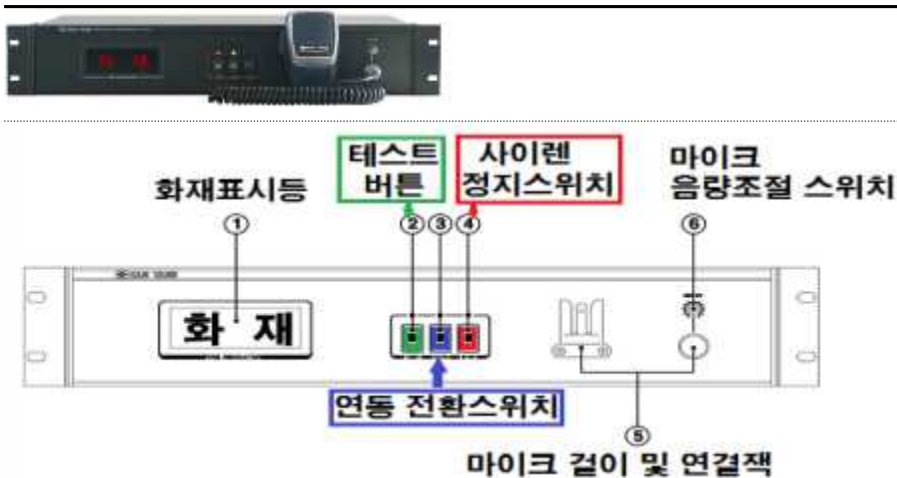 테스트
버튼
사이렌
정지스위치
마이크
음량조절 스위치
화재표시등
①
②
③
④
⑥
화 재
연동 전환스위치
⑤
마이크 걸이 및 연결잭